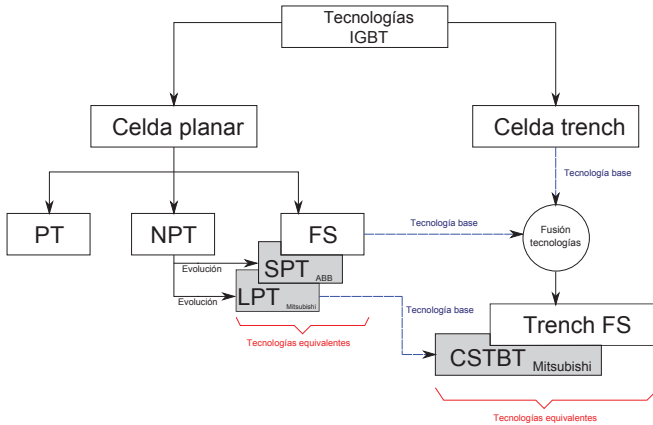 Tecnologías
IGBT
Celda planar
Celda trench
Tecnología base
PT
NPT
FS
Tecnología base
Fusión
tecnologías
Evolución
SPT ABB
Evolución
LPT Mitsubishi
Tecnología base
Trench FS
Tecnologías equivalentes
CSTBT Mitsubishi
Tecnologías equivalentes